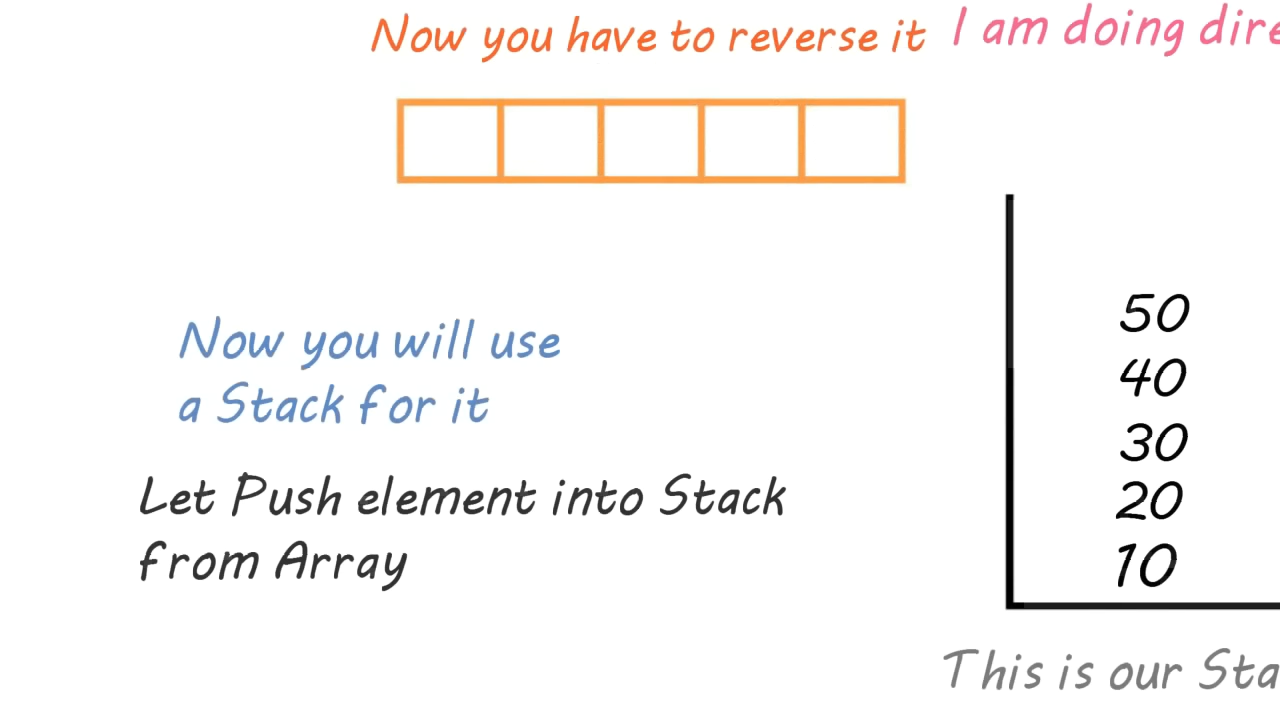 Now you have to reverse it
I am doing
Now you will use
a Stack for it
Let Push element into Stack
from Array
50
40
30
20
10
This is our